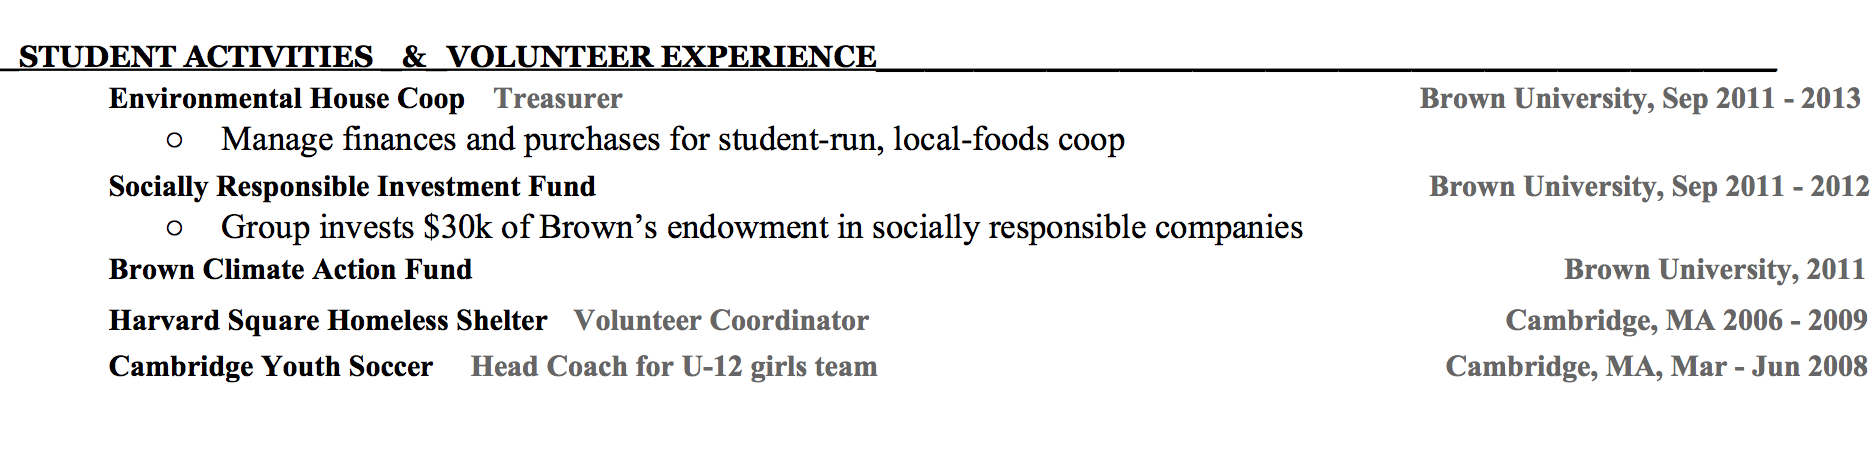 STUDENT ACTIVITIES & VOLUNTEER EXPERIENCE
Environmental House Coop Treasurer Brown University, Sep 2011 - 2013
○ Manage finances and purchases for student-run, local-foods coop
Socially Responsible Investment Fund Brown University, Sep 2011 - 2012
○ Group invests $30k of Brown’s endowment in socially responsible companies
Brown Climate Action Fund Brown University, 2011
Harvard Square Homeless Shelter Volunteer Coordinator Cambridge, MA 2006 - 2009
Cambridge Youth Soccer Head Coach for U-12 girls team Cambridge, MA, Mar - Jun 2008